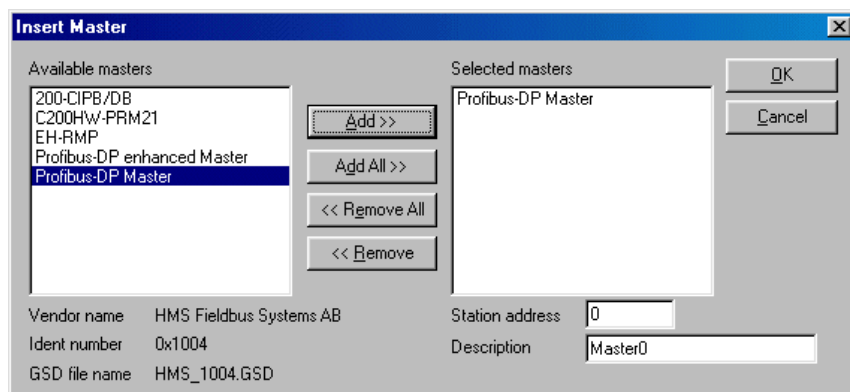 Insert Master
Available masters
200-CIPB/DB
C200HW-PRM21
EH-RMP
Profibus-DP enhanced Master
Profibus-DP Master
Add >>
Add All >>
<< Remove All
<< Remove
Selected masters
Profibus-DP Master
OK
Cancel
Vendor name HMS Fieldbus Systems AB
Ident number 0x1004
GSD file name HMS_1004.GSD
Station address 0
Description Master0